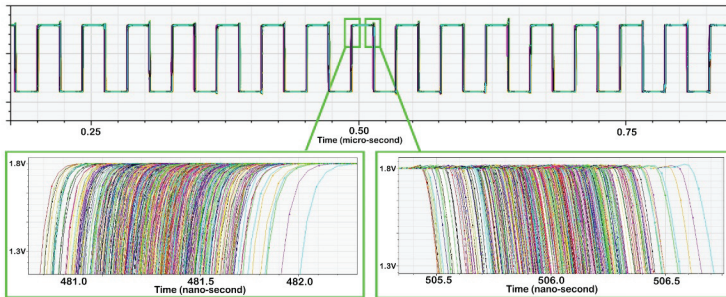 0.25
0.50
0.75
Time (micro-second)
1.8V
1.3V
481.0
481.5
482.0
Time (nano-second)
1.8V
1.3V
505.5
506.0
506.5
Time (nano-second)